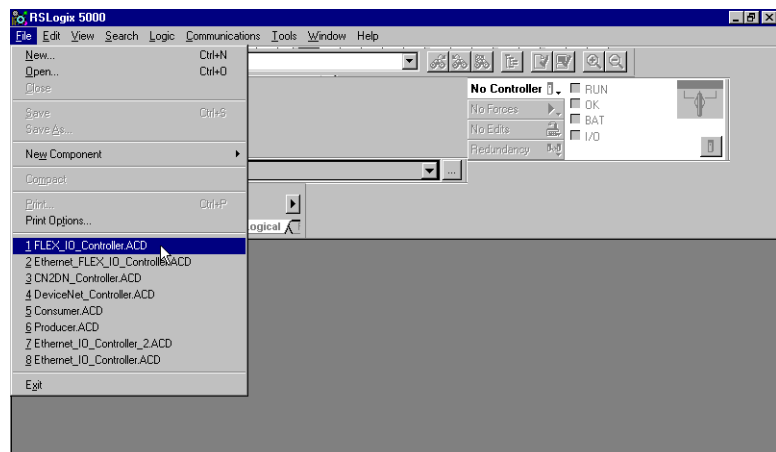 RSLogix 5000
File Edit View Search Logic Communications Tools Window Help
New... Ctrl+N
Open... Ctrl+O
Close
Save Ctrl+S
Save As...
New Component
Compact
Print... Ctrl+P
Print Options...
1 FLEX_IO_Controller.ACD
2 Ethernet_FLEX_IO_Controller.ACD
3 CN2DN_Controller.ACD
4 DeviceNet_Controller.ACD
5 Consumer.ACD
6 Producer.ACD
7 Ethernet_IO_Controller_2.ACD
8 Ethernet_IO_Controller.ACD
Exit
No Controller
No Forces
No Edits
Redundancy
RUN
OK
BAT
I/O
...
ogical